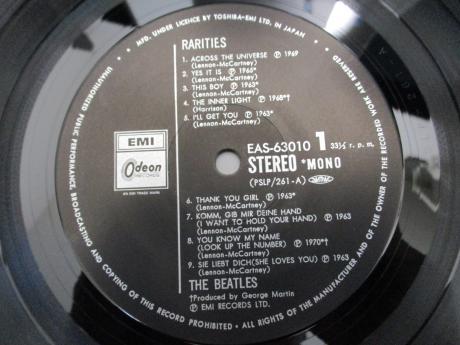 MFD. UNDER LICENCE BY TOSHIBA-EMI LTD. IN JAPAN •
RARITIES
1. ACROSS THE UNIVERSE Ⓟ 1969
(Lennon-McCartney)
2. YES IT IS Ⓟ 1965*
(Lennon-McCartney)
3. THIS BOY Ⓟ 1963*
(Lennon-McCartney)
4. THE INNER LIGHT Ⓟ 1968*†
(Harrison)
5. I'LL GET YOU Ⓟ 1963*
(Lennon-McCartney)
EMI
Odeon
RECORDS
EAS-63010 1 33⅓ r. p. m.
STEREO *MONO
(PSLP/261-A)
6. THANK YOU GIRL Ⓟ 1963*
(Lennon-McCartney)
7. KOMM, GIB MIR DEINE HAND
(I WANT TO HOLD YOUR HAND) Ⓟ 1963
(Lennon-McCartney)
8. YOU KNOW MY NAME
(LOOK UP THE NUMBER) Ⓟ 1970*†
(Lennon-McCartney)
9. SIE LIEBT DICH(SHE LOVES YOU) Ⓟ 1963
(Lennon-McCartney)
THE BEATLES
†Produced by George Martin
Ⓟ EMI RECORDS LTD.
UNAUTHORIZED PUBLIC PERFORMANCE, BROADCASTING AND COPYING OF THIS RECORD PROHIBITED • ALL RIGHTS OF THE MANUFACTURER AND OF THE OWNER OF THE RECORDED WORK ARE RESERVED